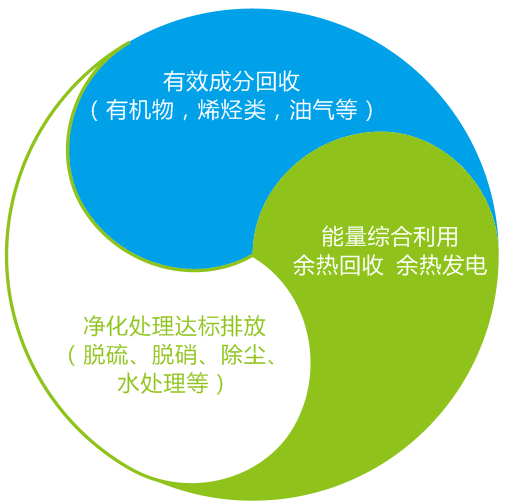 有效成分回收
（有机物，烯烃类，油气等）
能量综合利用
余热回收 余热发电
净化处理达标排放
（脱硫、脱硝、除尘、
水处理等）